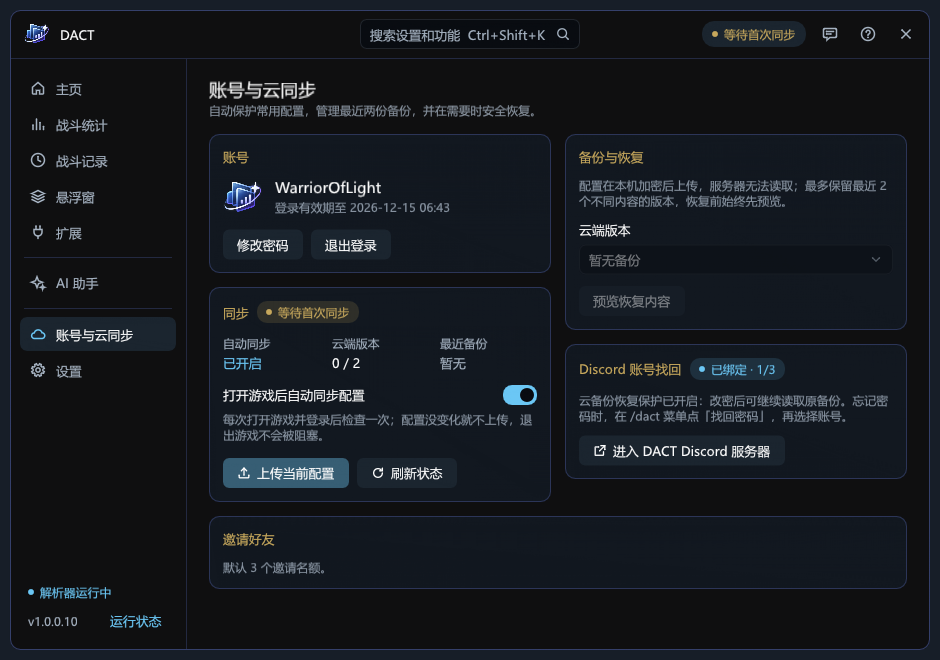 DACT
搜索设置和功能 Ctrl+Shift+K
等待首次同步
主页
战斗统计
战斗记录
悬浮窗
扩展
AI 助手
账号与云同步
设置
解析器运行中
v1.0.0.10 运行状态
账号与云同步
自动保护常用配置，管理最近两份备份，并在需要时安全恢复。
账号
WarriorOfLight
登录有效期至 2026-12-15 06:43
修改密码 退出登录
同步 等待首次同步
自动同步 云端版本 最近备份
已开启 0 / 2 暂无
打开游戏后自动同步配置
每次打开游戏并登录后检查一次；配置没变化就不上传，退
出游戏不会被阻塞。
上传当前配置 刷新状态
备份与恢复
配置在本机加密后上传，服务器无法读取；最多保留最近 2
个不同内容的版本，恢复前始终先预览。
云端版本
暂无备份
预览恢复内容
Discord 账号找回 已绑定 · 1/3
云备份恢复保护已开启：改密后可继续读取原备份。忘记密
码时，在 /dact 菜单点「找回密码」，再选择账号。
进入 DACT Discord 服务器
邀请好友
默认 3 个邀请名额。